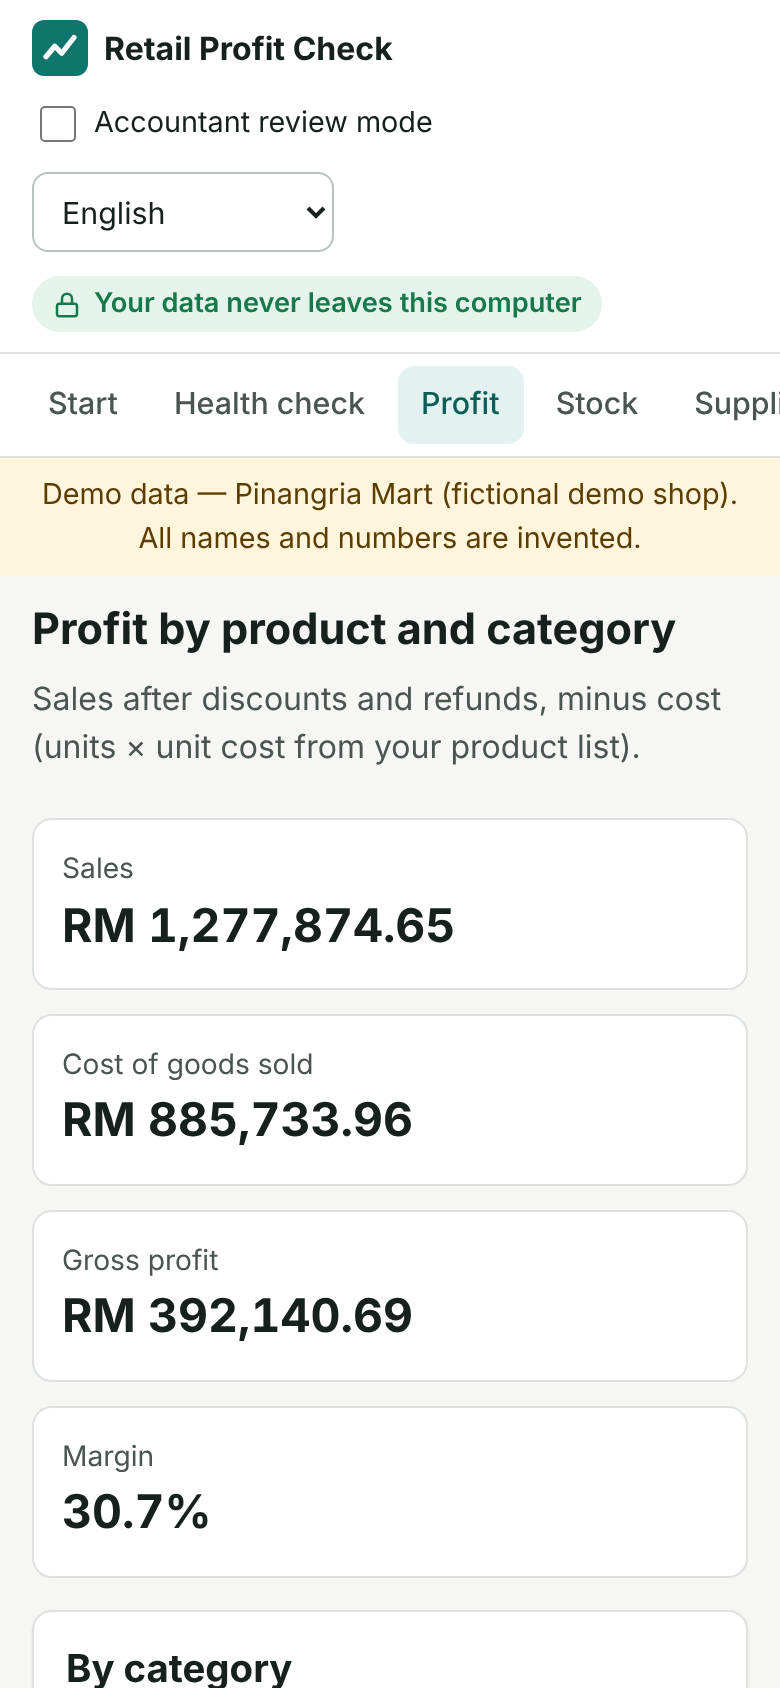 Retail Profit Check
Accountant review mode
English
Your data never leaves this computer
Start Health check Profit Stock Suppli
Demo data — Pinangria Mart (fictional demo shop).
All names and numbers are invented.
Profit by product and category
Sales after discounts and refunds, minus cost
(units × unit cost from your product list).
Sales
RM 1,277,874.65
Cost of goods sold
RM 885,733.96
Gross profit
RM 392,140.69
Margin
30.7%
By category